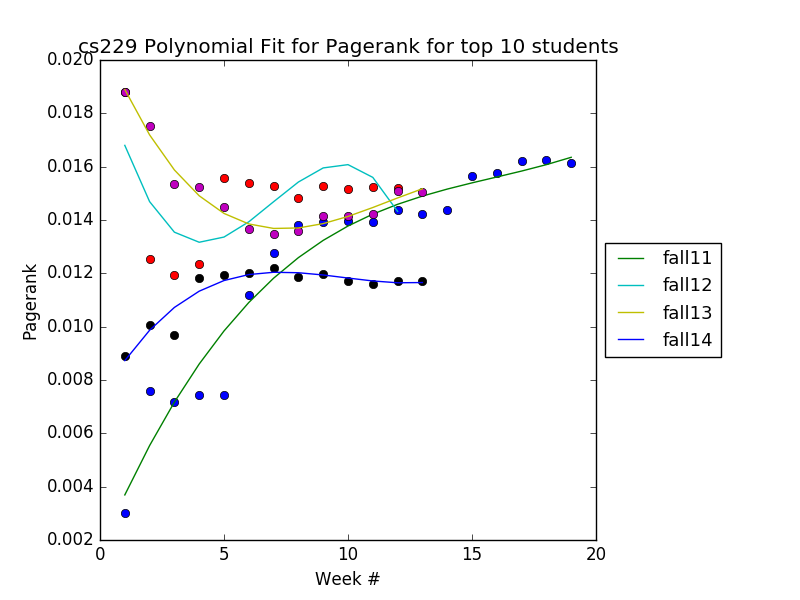 cs229 Polynomial Fit for Pagerank for top 10 students
0.020
0.018
0.016
0.014
0.012
0.010
0.008
0.006
0.004
0.002
Pagerank
0 5 10 15 20
Week #
fall11
fall12
fall13
fall14